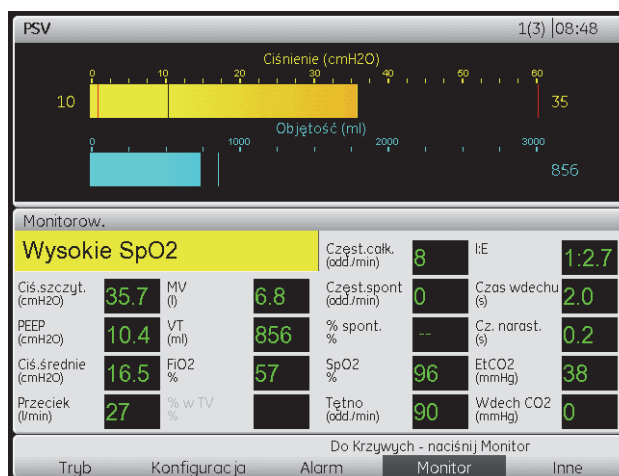 PSV 1(3) |08:48
Ciśnienie (cmH2O)
0 10 20 30 40 50 60
10 35
Objętość (ml)
0 1000 2000 3000
856
Monitorow.
Wysokie SpO2
Częst.całk. (odd./min) 8 I:E 1:2.7
Ciś.szczyt. (cmH2O) 35.7 MV (l) 6.8 Częst.spont (odd./min) 0 Czas wdechu (s) 2.0
PEEP (cmH2O) 10.4 VT (ml) 856 % spont. % -- Cz. narast. (s) 0.2
Ciś.średnie (cmH2O) 16.5 FiO2 % 57 SpO2 % 96 EtCO2 (mmHg) 38
Przeciek (l/min) 27 % w TV % Tętno (odd./min) 90 Wdech CO2 (mmHg) 0
Do Krzywych - naciśnij Monitor
Tryb Konfiguracja Alarm Monitor Inne